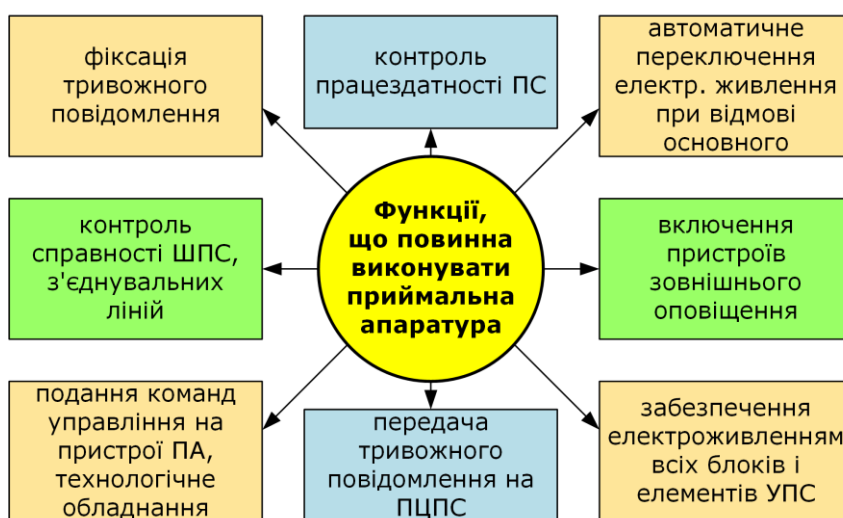 фіксація
тривожного
повідомлення
контроль
працездатності ПС
автоматичне
переключення
електр. живлення
при відмові
основного
контроль
справності ШПС,
з'єднувальних
ліній
Функції,
що повинна
виконувати
приймальна
апаратура
включення
пристроїв
зовнішнього
оповіщення
подання команд
управління на
пристрої ПА,
технологічне
обладнання
передача
тривожного
повідомлення на
ПЦПС
забезпечення
електроживленням
всіх блоків і
елементів УПС